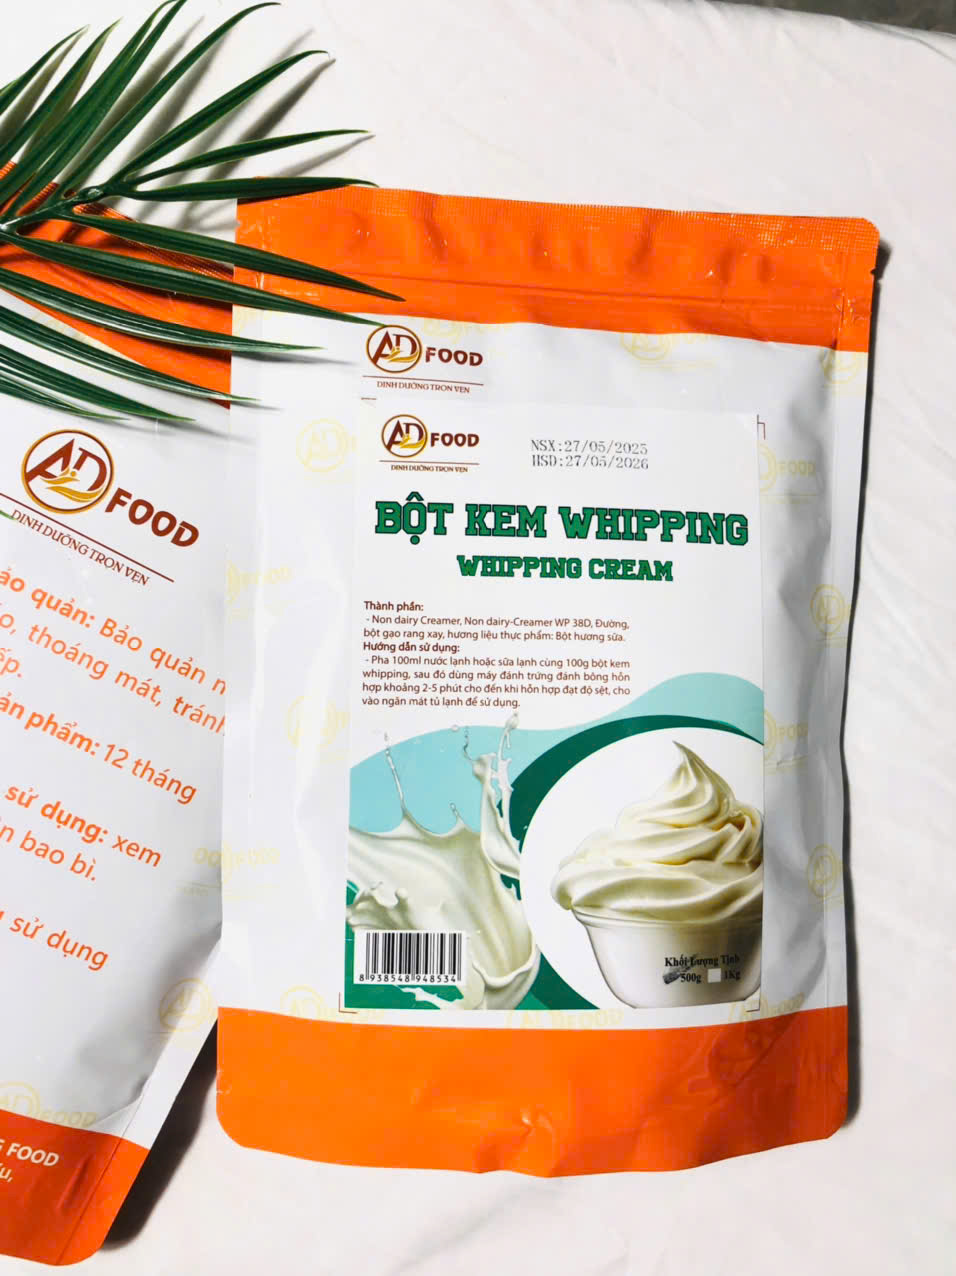 AD FOOD
DINH DƯỠNG TRỌN VẸN
AD FOOD
DINH DƯỠNG TRỌN VẸN
NSX:27/05/2025
HSD:27/05/2026
BỘT KEM WHIPPING
WHIPPING CREAM
Thành phần:
- Non dairy Creamer, Non dairy-Creamer WP 38D, Đường,
bột gạo rang xay, hương liệu thực phẩm: Bột hương sữa.
Hướng dẫn sử dụng:
- Pha 100ml nước lạnh hoặc sữa lạnh cùng 100g bột kem
whipping, sau đó dùng máy đánh trứng đánh bông hỗn
hợp khoảng 2-5 phút cho đến khi hỗn hợp đạt độ sệt, cho
vào ngăn mát tủ lạnh để sử dụng.
8 938548 948534
Khối Lượng Tịnh
500g 1Kg
AD FOOD
DINH DƯỠNG TRỌN VẸN
quản: Bảo quản
thoáng mát,
phẩm: 12 tháng
sử dụng: xem
bao bì.
sử dụng
FOOD